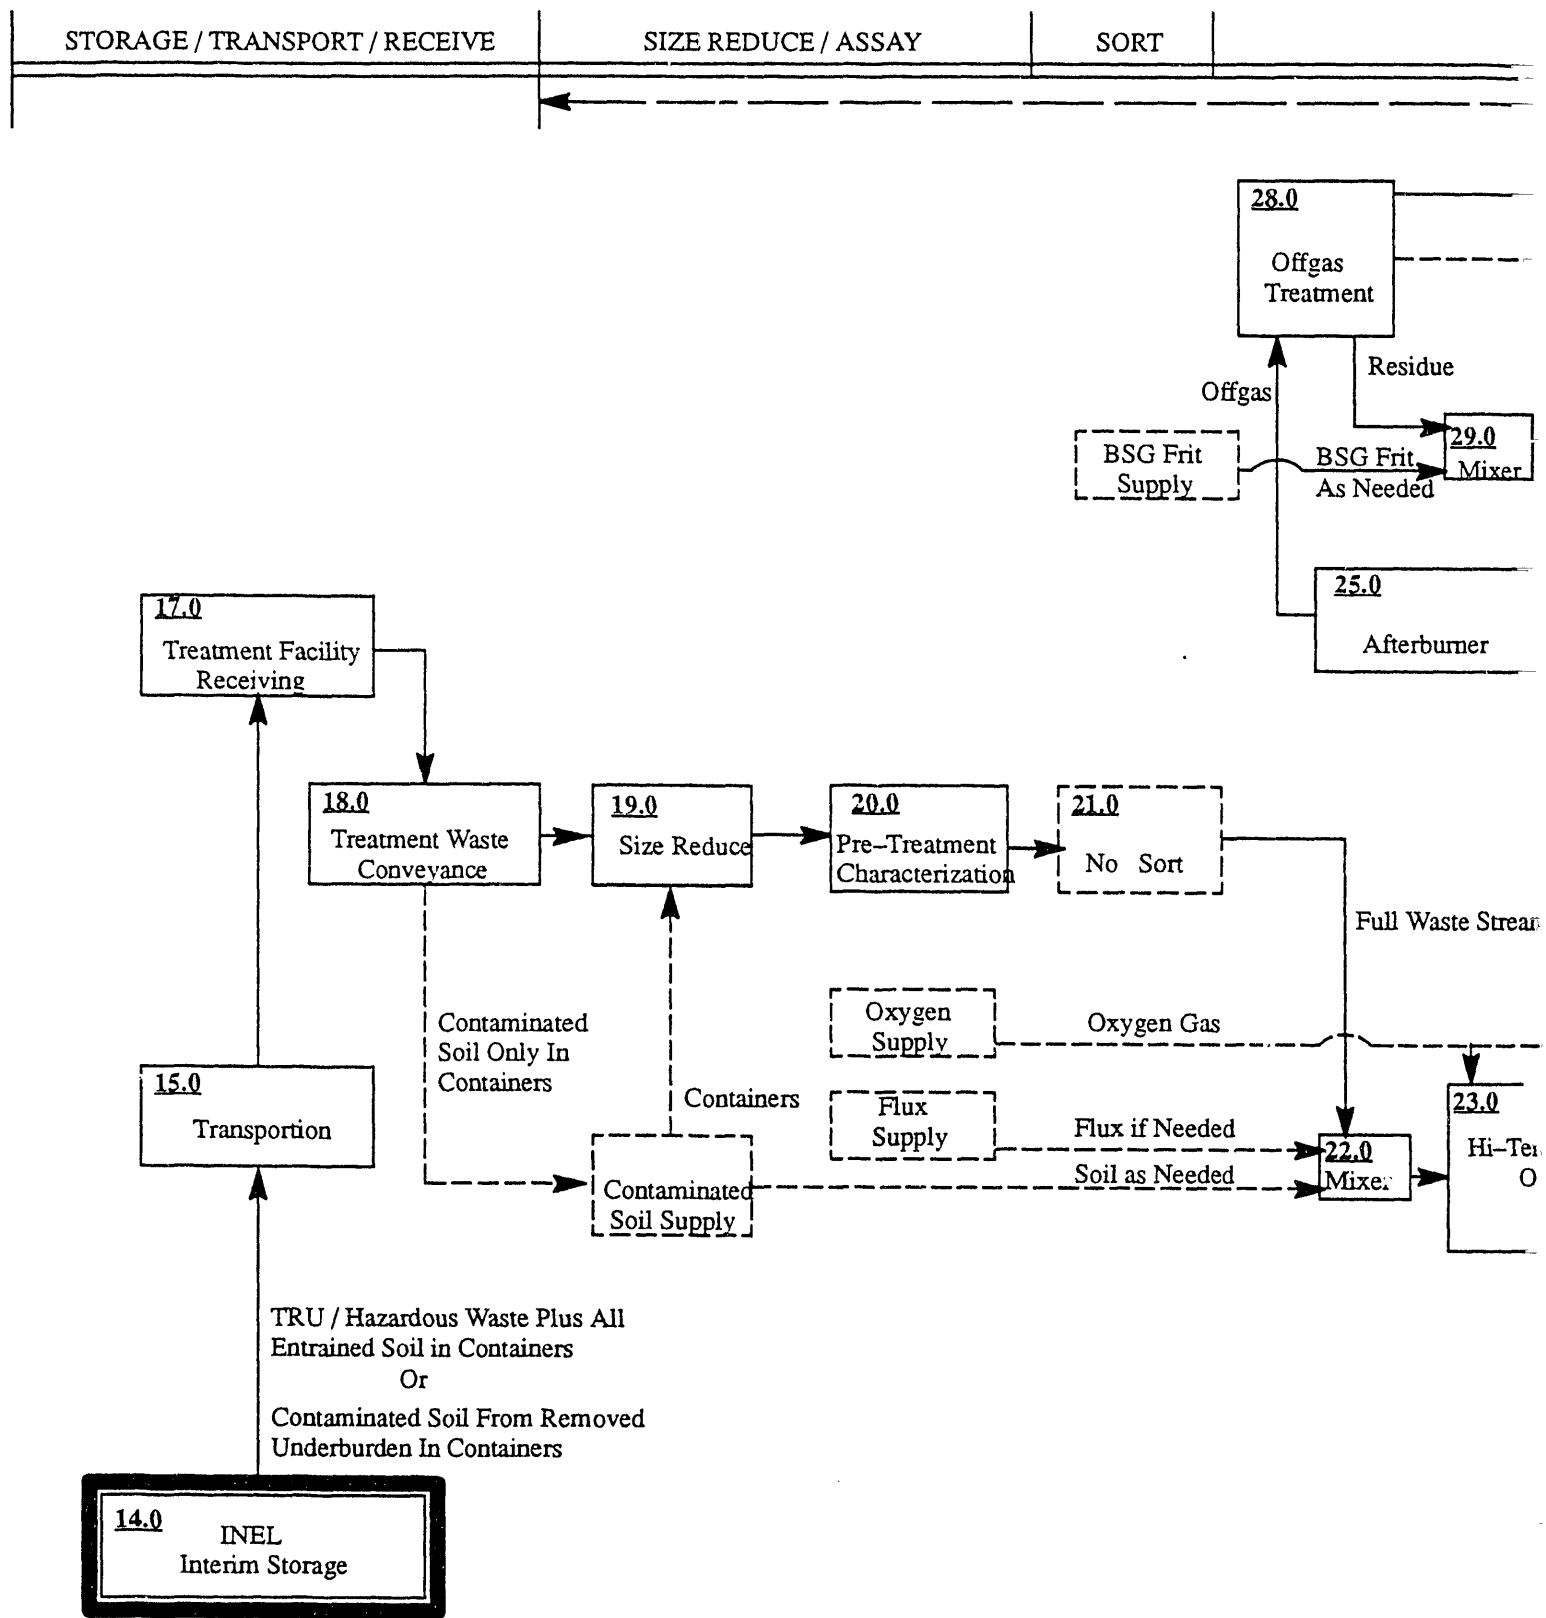 STORAGE / TRANSPORT / RECEIVE
SIZE REDUCE / ASSAY
SORT
28.0
Offgas
Treatment
Residue
Offgas
29.0
Mixer
BSG Frit
Supply
BSG Frit
As Needed
25.0
Afterburner
17.0
Treatment Facility
Receiving
18.0
Treatment Waste
Conveyance
19.0
Size Reduce
20.0
Pre-Treatment
Characterization
21.0
No Sort
Full Waste
Contaminated
Soil Only In
Containers
Oxygen
Supply
Oxygen Gas
15.0
Transportion
Containers
Flux
Supply
Flux if Needed
Soil as Needed
22.0
Mixer
23.0
Contaminated
Soil Supply
TRU / Hazardous Waste Plus All
Entrained Soil in Containers
Or
Contaminated Soil From Removed
Underburden In Containers
14.0
INEL
Interim Storage